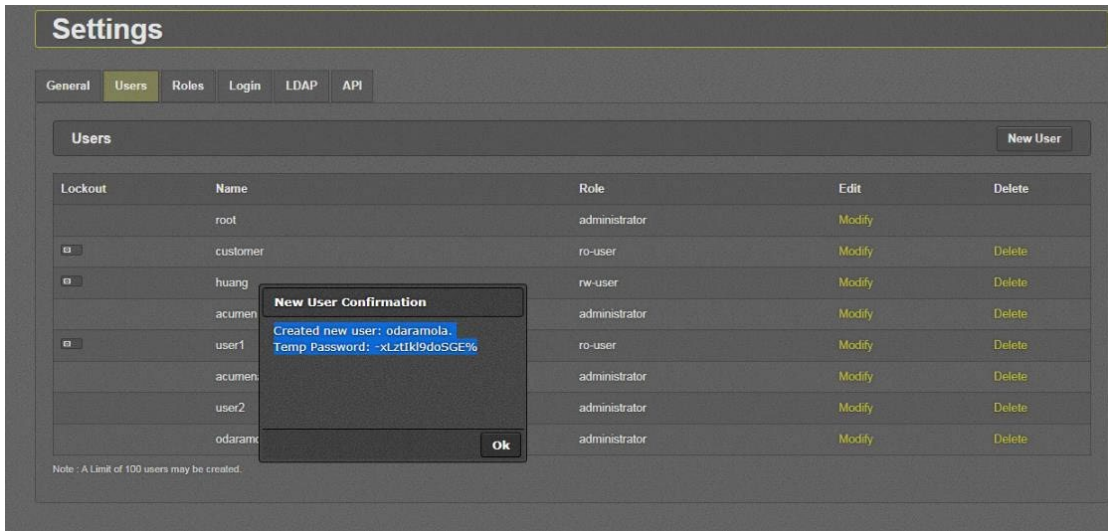 Settings
General Users Roles Login LDAP API
Users New User
Lockout Name Role Edit Delete
root administrator Modify
customer ro-user Modify Delete
huang rw-user Modify Delete
acumen administrator Modify Delete
user1 ro-user Modify Delete
acumen administrator Modify Delete
user2 administrator Modify Delete
odaramo administrator Modify Delete
New User Confirmation
Created new user: odaramola.
Temp Password: -xLztIkl9doSGE%
Ok
Note : A Limit of 100 users may be created.